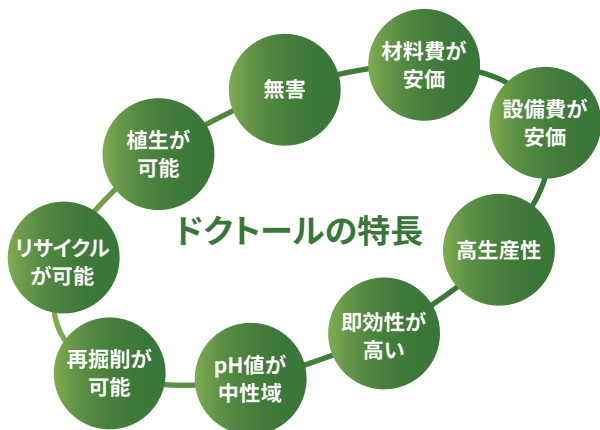 ドクトールの特長
無害
材料費が
安価
設備費が
安価
高生産性
即効性が
高い
pH値が
中性域
再掘削が
可能
リサイクル
が可能
植生が
可能